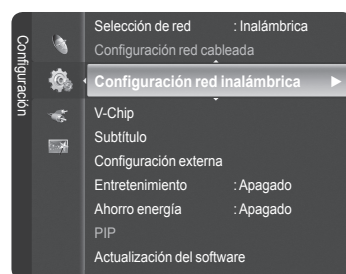 Configuración
Selección de red : Inalámbrica
Configuración red cableada
Configuración red inalámbrica
V-Chip
Subtítulo
Configuración externa
Entretenimiento : Apagado
Ahorro energía : Apagado
PIP
Actualización del software